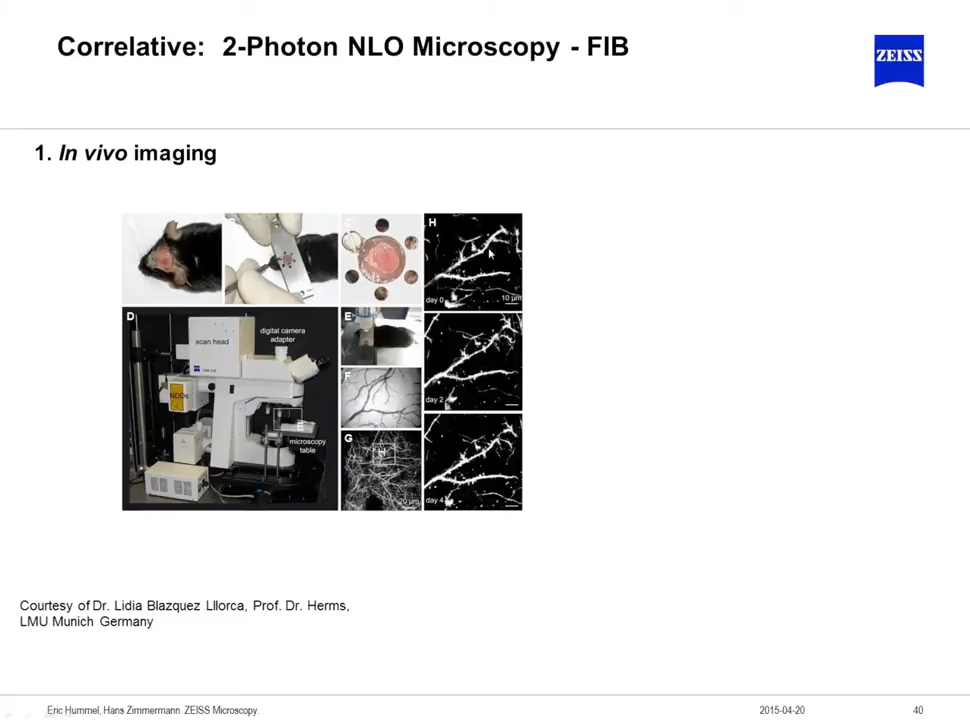 Correlative: 2-Photon NLO Microscopy - FIB
ZEISS
1. In vivo imaging
H
day 0
10 µm
D
scan head
digital camera
adapter
NDDs
E
microscopy
table
E
F
G
H
20 µm
day 2
day 4
Courtesy of Dr. Lidia Blazquez Lllorca, Prof. Dr. Herms,
LMU Munich Germany
Eric Hummel, Hans Zimmermann. ZEISS Microscopy.
2015-04-20
40